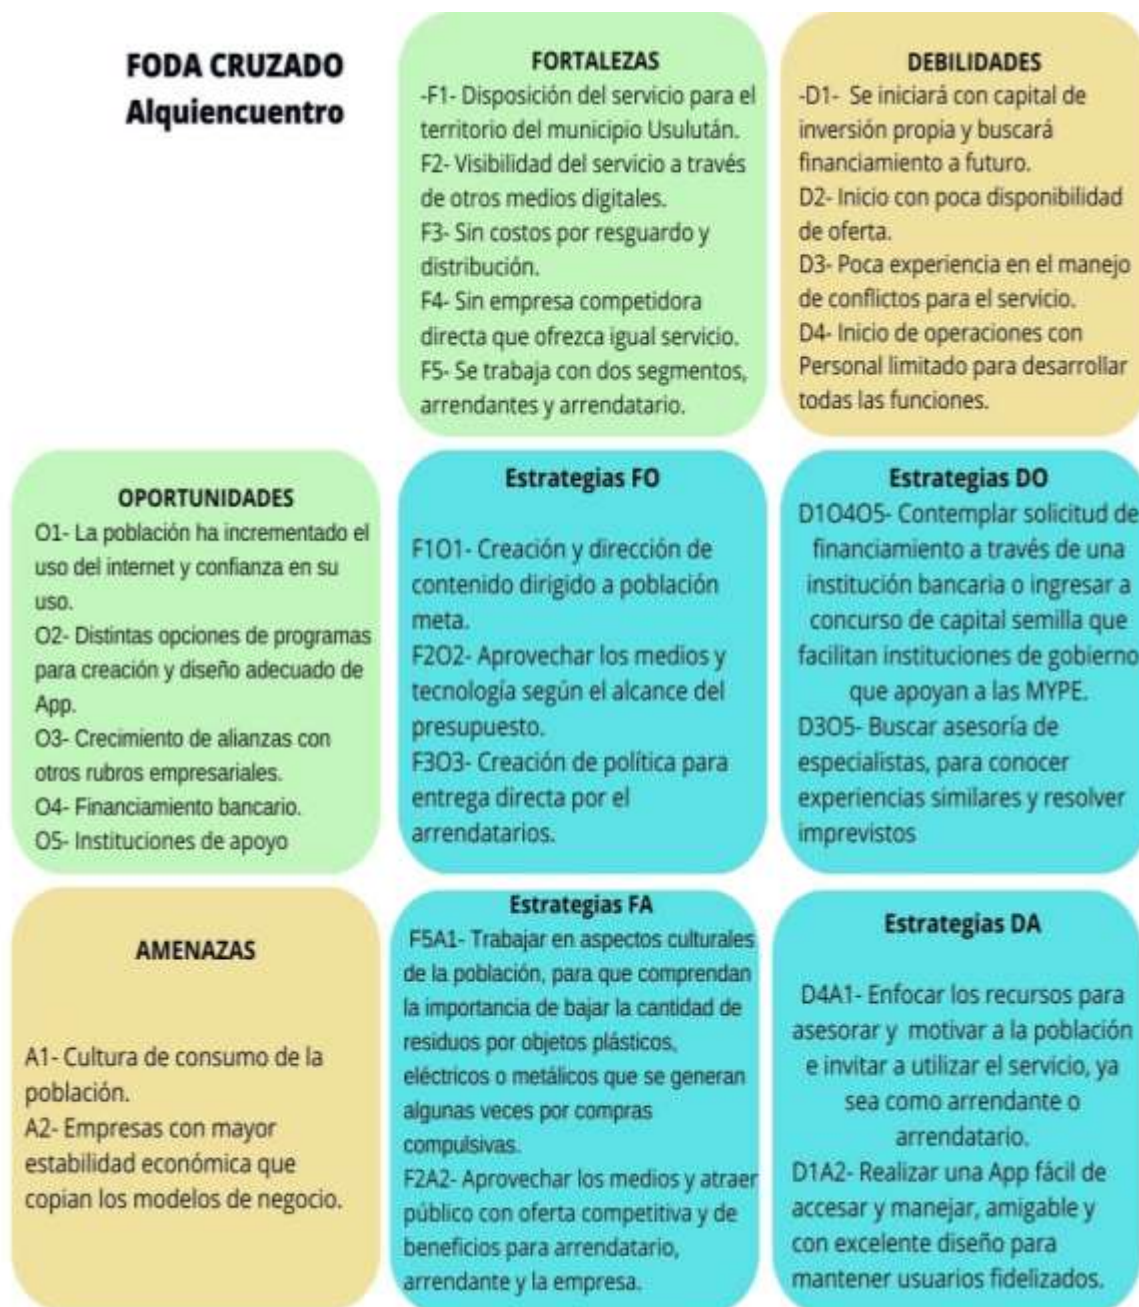 FODA CRUZADO
Alquiencuentro
FORTALEZAS
-F1- Disposición del servicio para el
territorio del municipio Usulután.
F2- Visibilidad del servicio a través
de otros medios digitales.
F3- Sin costos por resguardo y
distribución.
F4- Sin empresa competidora
directa que ofrezca igual servicio.
F5- Se trabaja con dos segmentos,
arrendantes y arrendatario.
DEBILIDADES
-D1- Se iniciará con capital de
inversión propia y buscará
financiamiento a futuro.
D2- Inicio con poca disponibilidad
de oferta.
D3- Poca experiencia en el manejo
de conflictos para el servicio.
D4- Inicio de operaciones con
Personal limitado para desarrollar
todas las funciones.
OPORTUNIDADES
O1- La población ha incrementado el
uso del internet y confianza en su
uso.
O2- Distintas opciones de programas
para creación y diseño adecuado de
App.
O3- Crecimiento de alianzas con
otros rubros empresariales.
O4- Financiamiento bancario.
O5- Instituciones de apoyo
Estrategias FO
F1O1- Creación y dirección de
contenido dirigido a población
meta.
F2O2- Aprovechar los medios y
tecnología según el alcance del
presupuesto.
F3O3- Creación de política para
entrega directa por el
arrendatarios.
Estrategias DO
D1O4O5- Contemplar solicitud de
financiamiento a través de una
institución bancaria o ingresar a
concurso de capital semilla que
facilitan instituciones de gobierno
que apoyan a las MYPE.
D3O5- Buscar asesoría de
especialistas, para conocer
experiencias similares y resolver
imprevistos
AMENAZAS
A1- Cultura de consumo de la
población.
A2- Empresas con mayor
estabilidad económica que
copian los modelos de negocio.
Estrategias FA
F5A1- Trabajar en aspectos culturales
de la población, para que comprendan
la importancia de bajar la cantidad de
residuos por objetos plásticos,
eléctricos o metálicos que se generan
algunas veces por compras
compulsivas.
F2A2- Aprovechar los medios y atraer
público con oferta competitiva y de
beneficios para arrendatario,
arrendante y la empresa.
Estrategias DA
D4A1- Enfocar los recursos para
asesorar y motivar a la población
e invitar a utilizar el servicio, ya
sea como arrendante o
arrendatario.
D1A2- Realizar una App fácil de
accesar y manejar, amigable y
con excelente diseño para
mantener usuarios fidelizados.